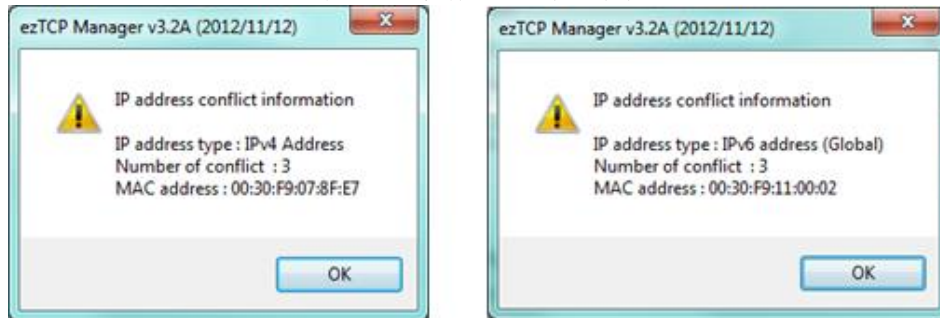 ezTCP Manager v3.2A (2012/11/12)
IP address conflict information
IP address type : IPv4 Address
Number of conflict : 3
MAC address : 00:30:F9:07:8F:E7
OK
ezTCP Manager v3.2A (2012/11/12)
IP address conflict information
IP address type : IPv6 address (Global)
Number of conflict : 3
MAC address : 00:30:F9:11:00:02
OK